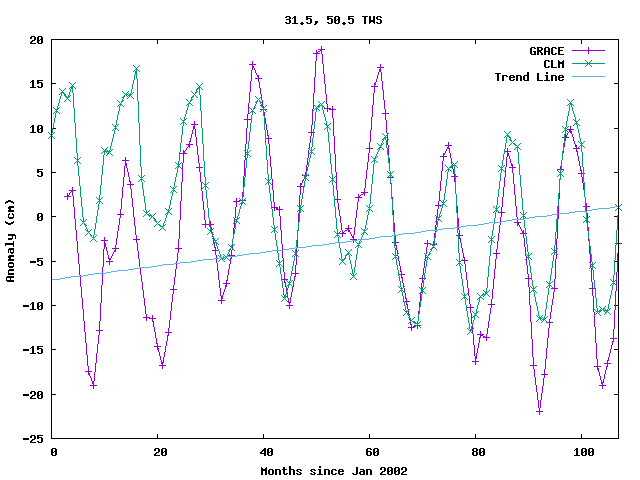 31.5, 50.5 TWS
GRACE
CLM
Trend Line
20
15
10
5
0
-5
-10
-15
-20
-25
Anomaly (cm)
0 20 40 60 80 100
Months since Jan 2002